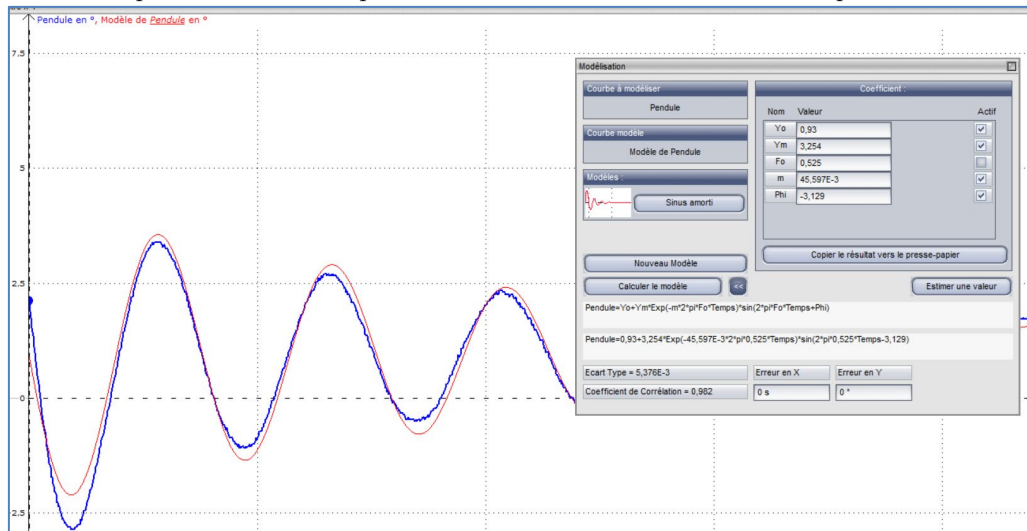 Pendule en °, Modèle de Pendule en °
7.5
5
2.5
0
2.5
Modélisation
Courbe à modéliser
Pendule
Courbe modèle
Modèle de Pendule
Modèles :
Sinus amorti
Nouveau Modèle
Calculer le modèle
<<
Coefficient :
Nom Valeur Actif
Yo 0,93
Ym 3,254
Fo 0,525
m 45,597E-3
Phi -3,129
Copier le résultat vers le presse-papier
Estimer une valeur
Pendule=Yo+Ym*Exp(-m*2*pi*Fo*Temps)*sin(2*pi*Fo*Temps+Phi)
Pendule=0,93+3,254*Exp(-45,597E-3*2*pi*0,525*Temps)*sin(2*pi*0,525*Temps-3,129)
Ecart Type = 5,376E-3
Erreur en X Erreur en Y
Coefficient de Corrélation = 0,982
0 s 0 °